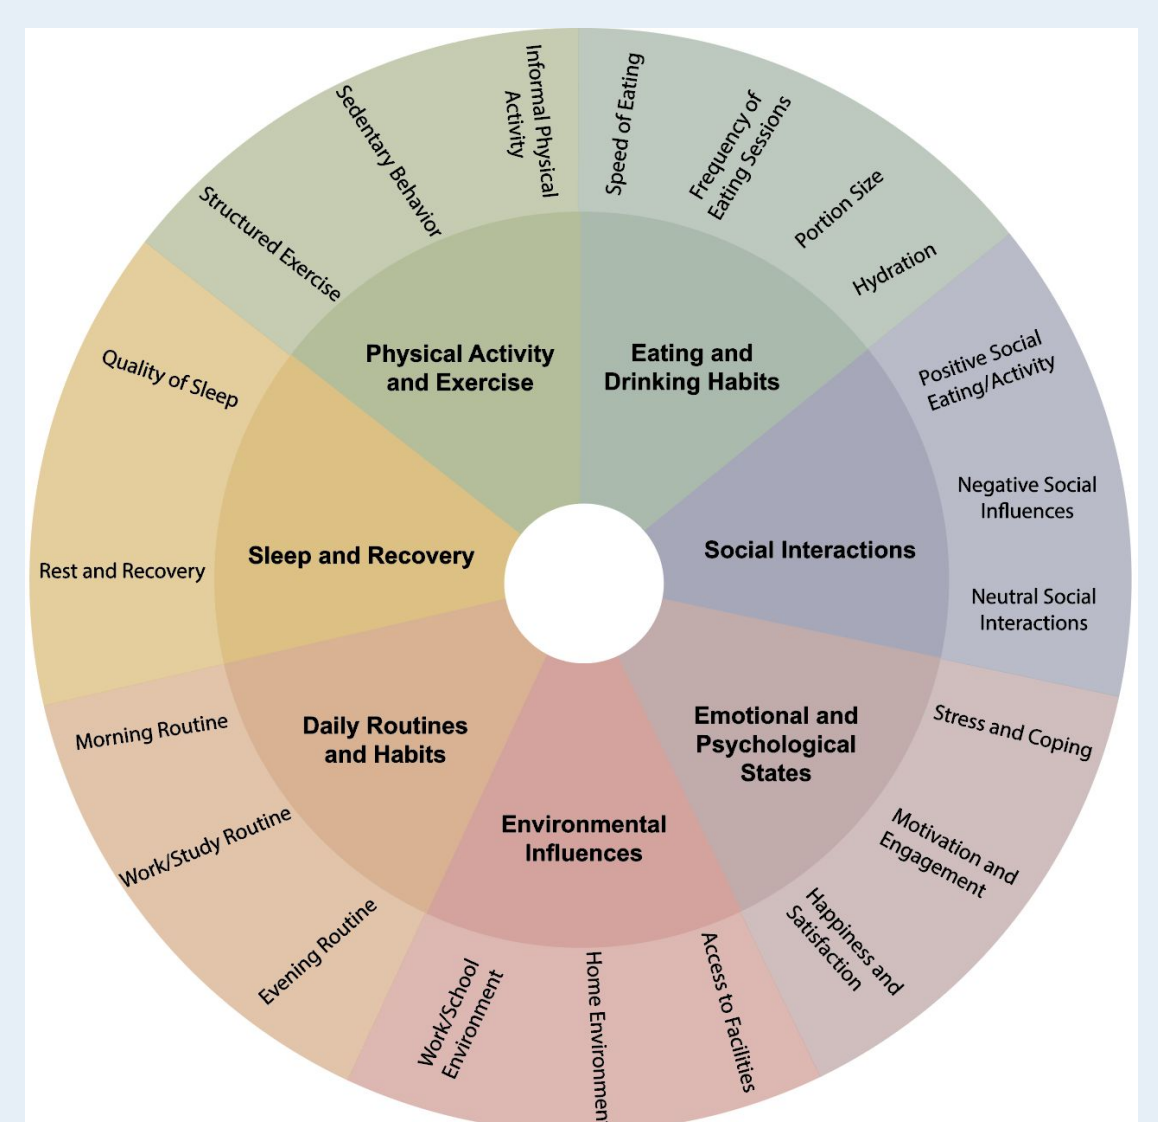 Informal Physical
Activity
Sedentary Behavior
Structured Exercise
Physical Activity
and Exercise
Speed of Eating
Frequency of
Eating Sessions
Portion Size
Hydration
Eating and
Drinking Habits
Positive Social
Eating/Activity
Negative Social
Influences
Neutral Social
Interactions
Social Interactions
Stress and Coping
Motivation and
Engagement
Happiness and
Satisfaction
Emotional and
Psychological
States
Access to Facilities
Home Environmen
Work/School
Environment
Environmental
Influences
Evening Routine
Work/Study Routine
Morning Routine
Daily Routines
and Habits
Rest and Recovery
Quality of Sleep
Sleep and Recovery